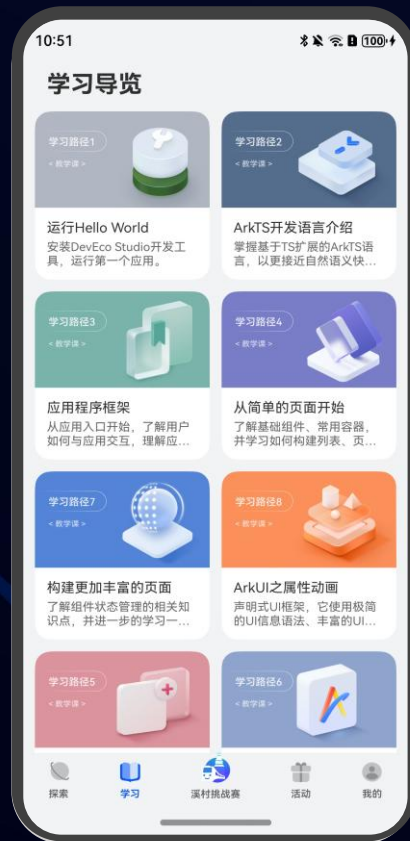 10:51
100
学习导览
学习路径1
<教学课>
运行Hello World
安装DevEco Studio开发工
具，运行第一个应用。
学习路径2
<教学课>
ArkTS开发语言介绍
掌握基于TS扩展的ArkTS语
言，以更接近自然语义快...
学习路径3
<教学课>
应用程序框架
从应用入口开始，了解用户
如何与应用交互，理解应...
学习路径4
<教学课>
从简单的页面开始
了解基础组件、常用容器，
并学习如何构建列表、页...
学习路径7
<教学课>
构建更加丰富的页面
了解组件状态管理的相关知
识点，并进一步的学习一...
学习路径8
<教学课>
ArkUI之属性动画
声明式UI框架，它使用极简
的UI信息语法、丰富的UI...
学习路径5
<教学课>
学习路径6
<教学课>
探索
学习
溪村挑战赛
活动
我的